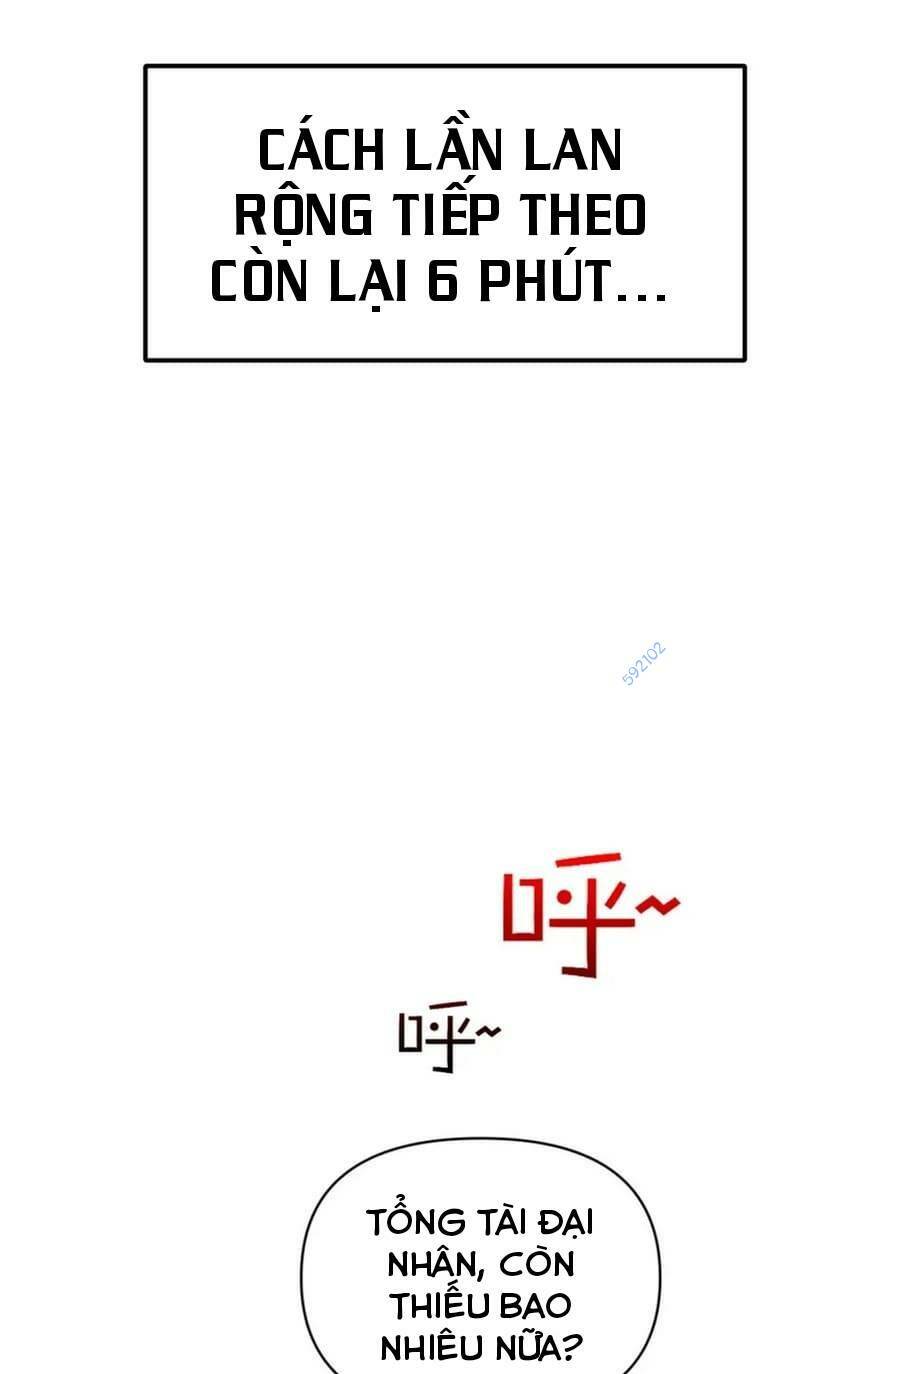 CÁCH LẦN LAN
RỘNG TIẾP THEO
CÒN LẠI 6 PHÚT...
592102
呼~
呼~
TỔNG TÀI ĐẠI
NHÂN, CÒN
THIẾU BAO
NHIÊU NỮA?